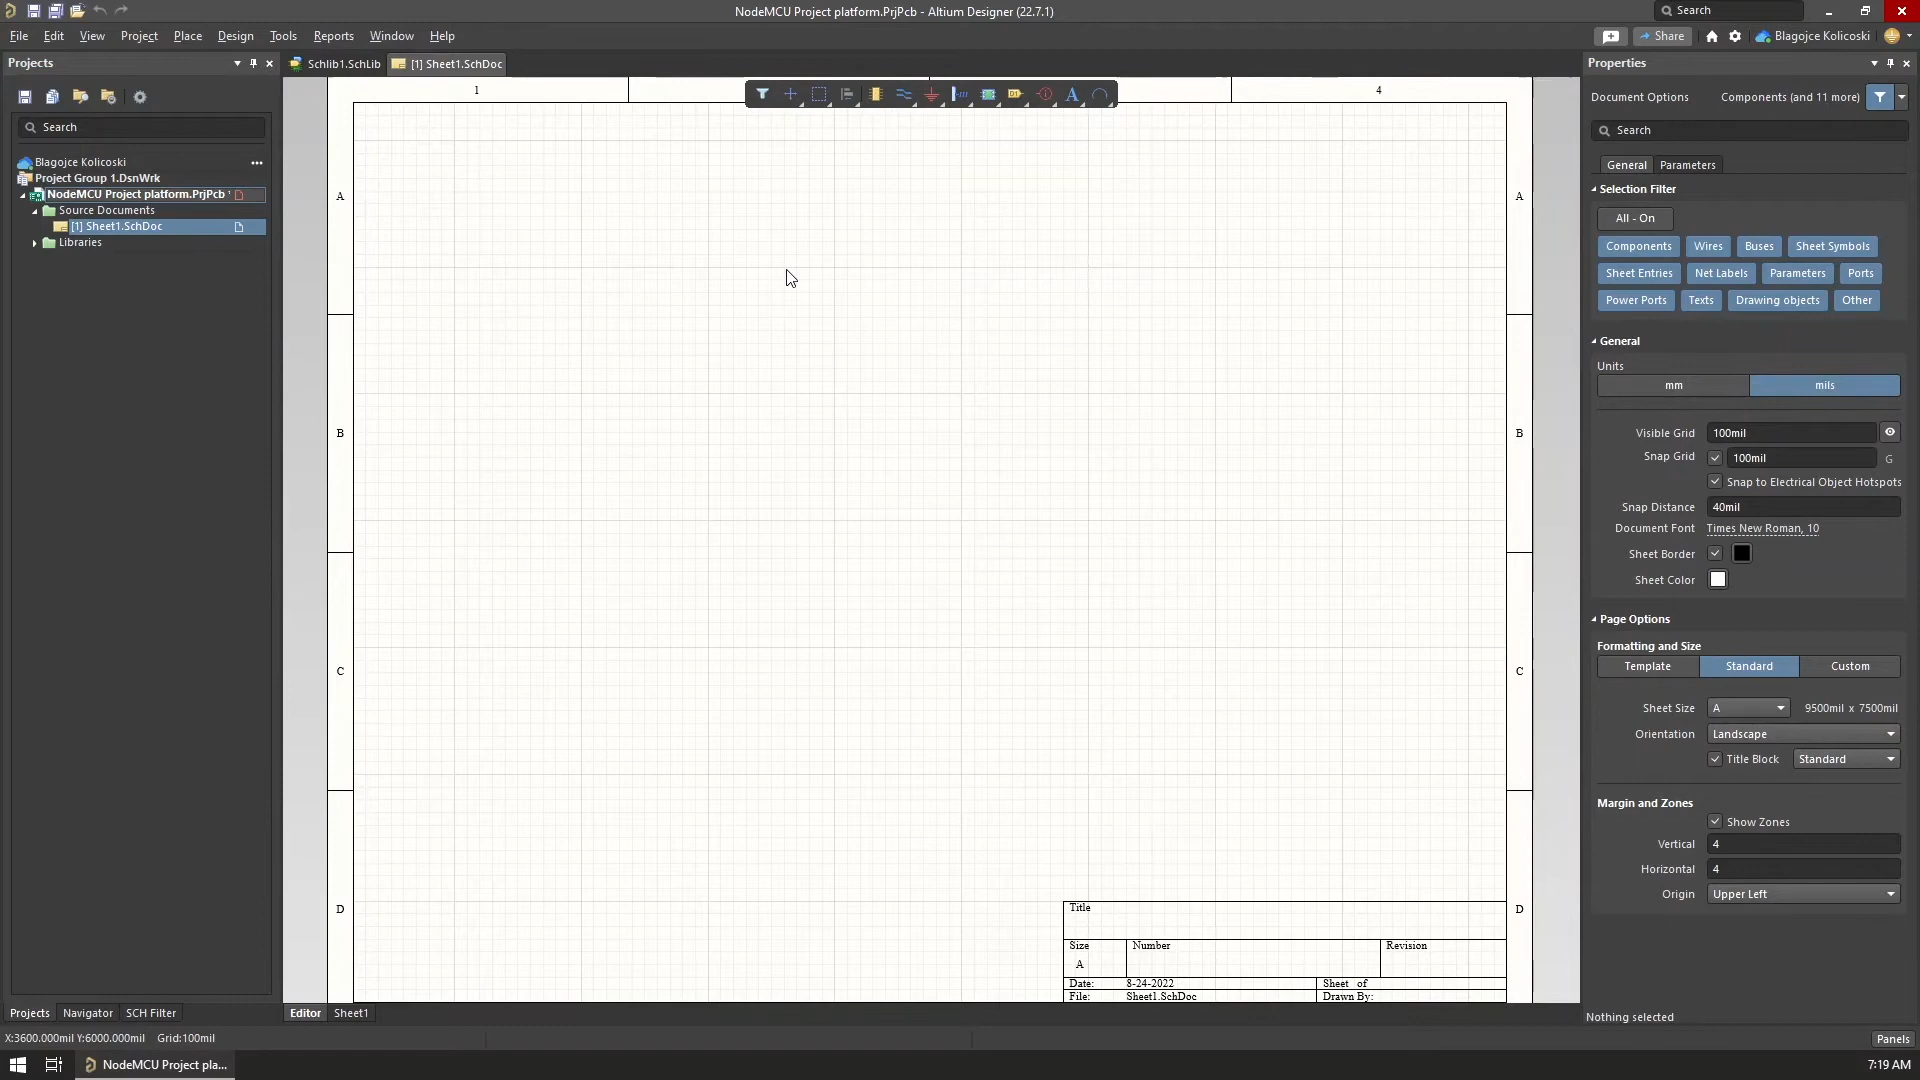 NodeMCU Project platform.PrjPcb - Altium Designer (22.7.1)
Search
File Edit View Project Place Design Tools Reports Window Help
Share
Blagojce Kolicoski
Projects
Schlib1.SchLib
[1] Sheet1.SchDoc
Properties
Document Options
Components (and 11 more)
Search
Search
General
Parameters
Blagojce Kolicoski
Project Group 1.DsnWrk
NodeMCU Project platform.PrjPcb
Source Documents
[1] Sheet1.SchDoc
Libraries
1
4
A
A
B
B
C
C
D
D
A
Selection Filter
All - On
Components Wires Buses Sheet Symbols
Sheet Entries Net Labels Parameters Ports
Power Ports Texts Drawing objects Other
General
Units
mm mils
Visible Grid 100mil
Snap Grid 100mil G
Snap to Electrical Object Hotspots
Snap Distance 40mil
Document Font Times New Roman, 10
Sheet Border
Sheet Color
Page Options
Formatting and Size
Template Standard Custom
Sheet Size A 9500mil x 7500mil
Orientation Landscape
Title Block Standard
Margin and Zones
Show Zones
Vertical 4
Horizontal 4
Origin Upper Left
Title
Size Number Revision
A
Date: 8-24-2022 Sheet of
File: Sheet1.SchDoc Drawn By:
Projects Navigator SCH Filter
Editor Sheet1
Nothing selected
X:3600.000mil Y:6000.000mil Grid:100mil
Panels
NodeMCU Project pla...
7:19 AM